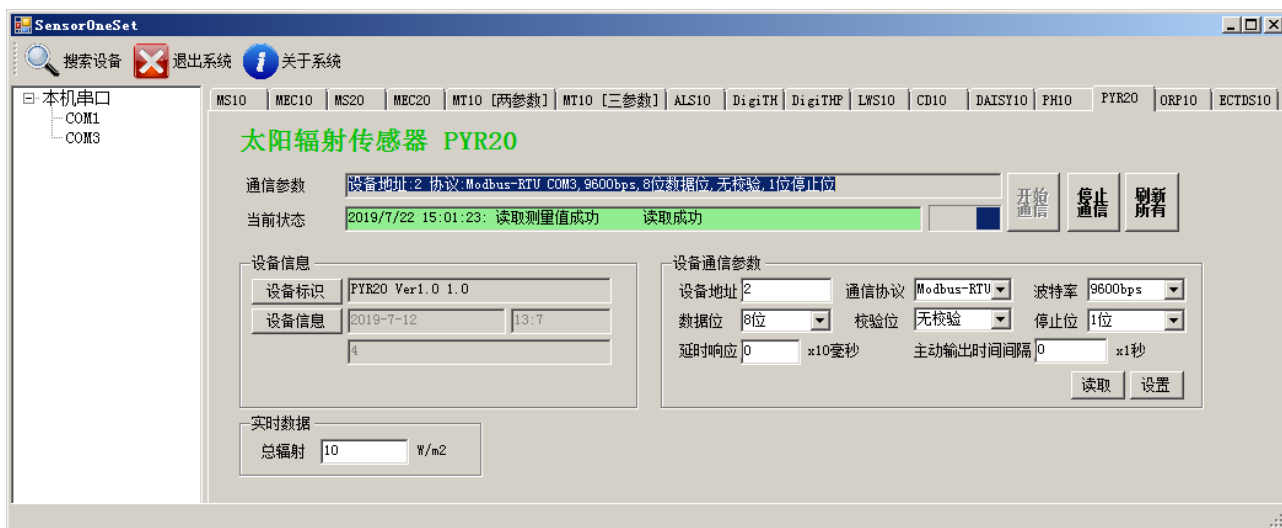 SensorOneSet
搜索设备 退出系统 关于系统
本机串口
COM1
COM3
MS10 MEC10 MS20 MEC20 MT10 [两参数] MT10 [三参数] ALS10 DigiTH DigiTHP LWS10 CD10 DAISY10 PH10 PYR20 ORP10 ECTDS10
太阳辐射传感器 PYR20
通信参数 设备地址:2 协议:Modbus-RTU COM3,9600bps,8位数据位,无校验,1位停止位
当前状态 2019/7/22 15:01:23: 读取测量值成功 读取成功
开始通信 停止通信 刷新所有
设备信息
设备标识 PYR20 Ver1.0 1.0
设备信息 2019-7-12 13:7
4
设备通信参数
设备地址 2 通信协议 Modbus-RTU 波特率 9600bps
数据位 8位 校验位 无校验 停止位 1位
延时响应 0 x10毫秒 主动输出时间间隔 0 x1秒
读取 设置
实时数据
总辐射 10 W/m2